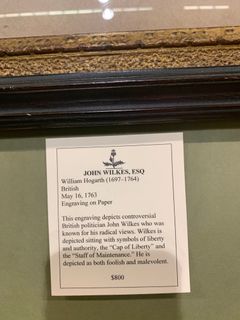 JOHN WILKES, ESQ
William Hogarth (1697–1764)
British
May 16, 1763
Engraving on Paper
This engraving depicts controversial
British politician John Wilkes who was
known for his radical views. Wilkes is
depicted sitting with symbols of liberty
and authority, the “Cap of Liberty” and
the “Staff of Maintenance.” He is
depicted as both foolish and malevolent.
$800